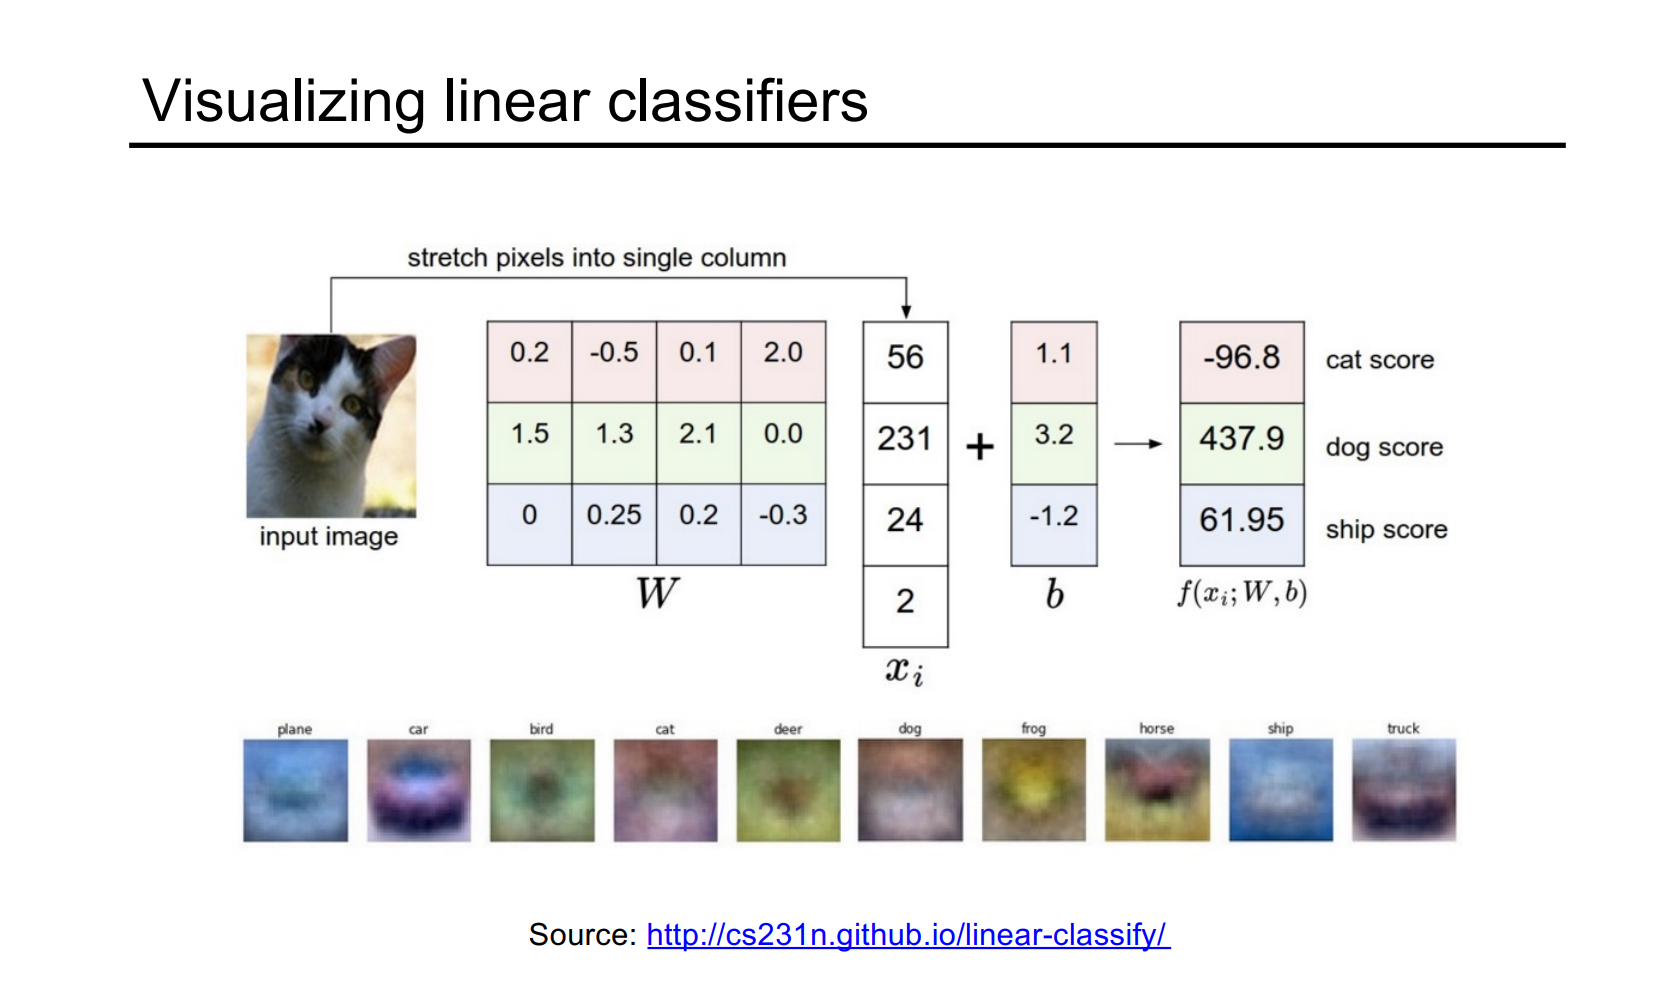 Visualizing linear classifiers
stretch pixels into single column
input image
0.2 -0.5 0.1 2.0
1.5 1.3 2.1 0.0
0 0.25 0.2 -0.3
W
56
231
24
2
xᵢ
+
1.1
3.2
-1.2
b
-96.8 cat score
437.9 dog score
61.95 ship score
f(xᵢ; W, b)
plane car bird cat deer dog frog horse ship truck
Source: http://cs231n.github.io/linear-classify/